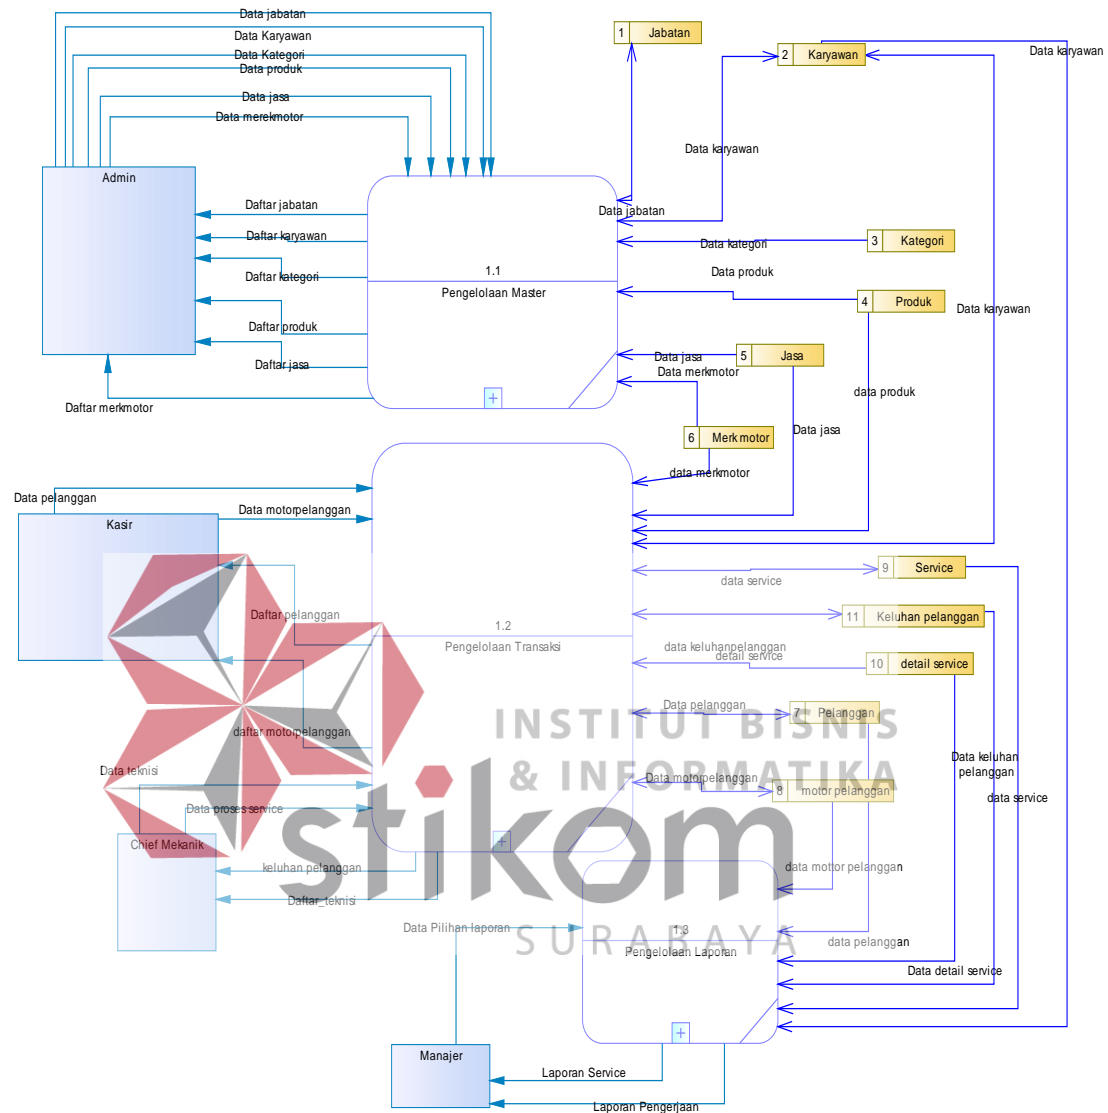 Data jabatan
Data Karyawan
Data Kategori
Data produk
Data jasa
Data merekmotor
Admin
Daftar jabatan
Daftar karyawan
Daftar kategori
Daftar produk
Daftar jasa
Daftar merkmotor
1.1
Pengelolaan Master
1 Jabatan
2 Karyawan
Data karyawan
Data karyawan
Data jabatan
3 Kategori
Data kategori
Data produk
4 Produk
Data karyawan
5 Jasa
Data jasa
Data merkmotor
data produk
6 Merk motor
Data jasa
data merkmotor
Data pelanggan
Data motorpelanggan
Kasir
Daftar pelanggan
daftar motorpelanggan
1.2
Pengelolaan Transaksi
9 Service
data service
11 Keluhan pelanggan
data keluhanpelanggan
detail service
10 detail service
Data pelanggan
7 Pelanggan
INSTITUT BISNIS
& INFORMATIKA
stikom
SURABAYA
Data motorpelanggan
8 motor pelanggan
Data keluhan
pelanggan
data service
Data teknisi
Data proses service
Chief Mekanik
keluhan pelanggan
Daftar_teknisi
data mottor pelanggan
data pelanggan
Data detail service
Data Pilihan laporan
1.3
Pengelolaan Laporan
Manajer
Laporan Service
Laporan Pengerjaan